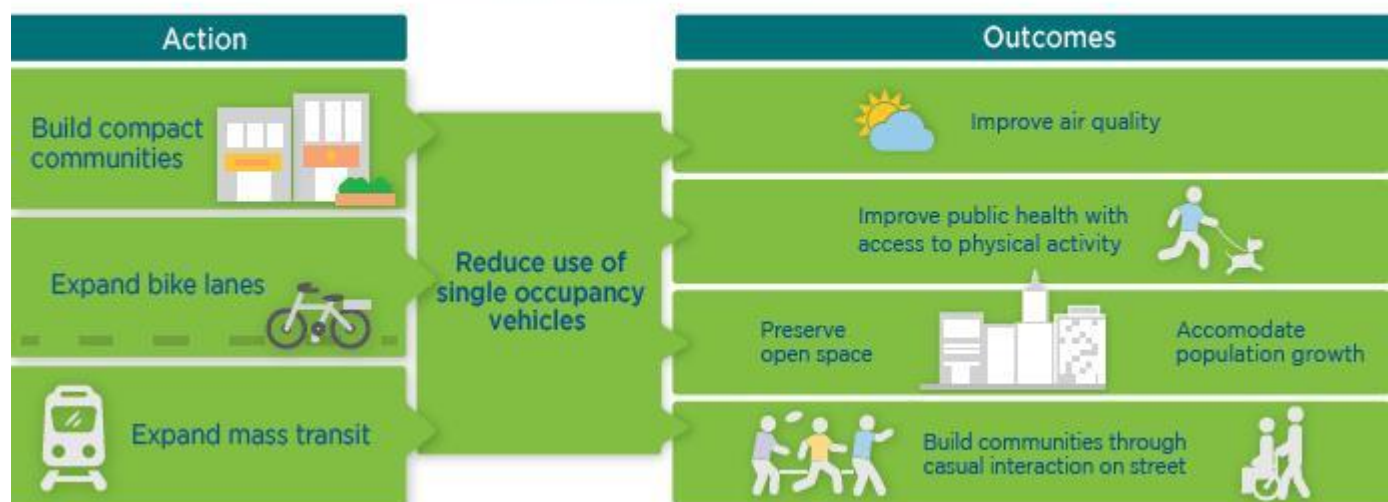 Action
Outcomes
Build compact
communities
Expand bike lanes
Expand mass transit
Reduce use of
single occupancy
vehicles
Improve air quality
Improve public health with
access to physical activity
Preserve
open space
Accomodate
population growth
Build communities through
casual interaction on street